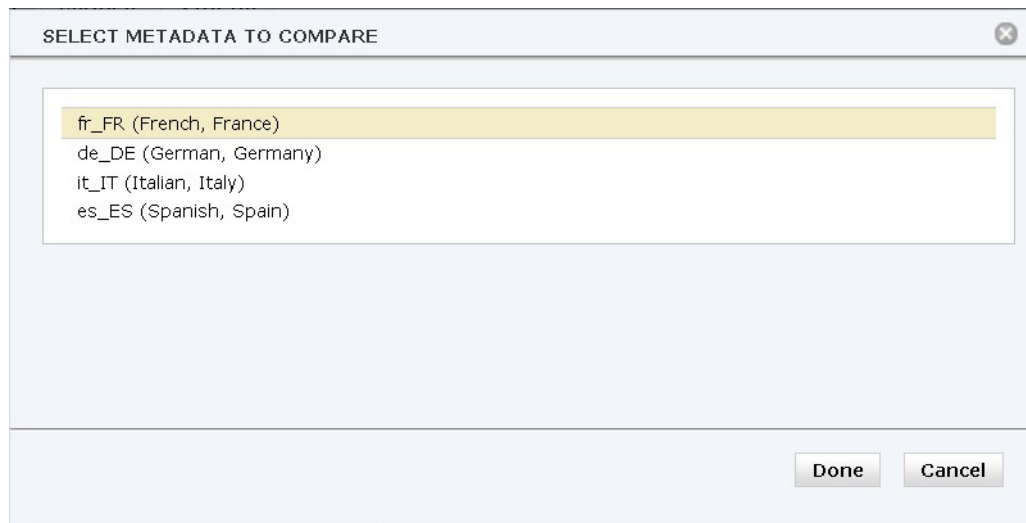 SELECT METADATA TO COMPARE
fr_FR (French, France)
de_DE (German, Germany)
it_IT (Italian, Italy)
es_ES (Spanish, Spain)
Done Cancel